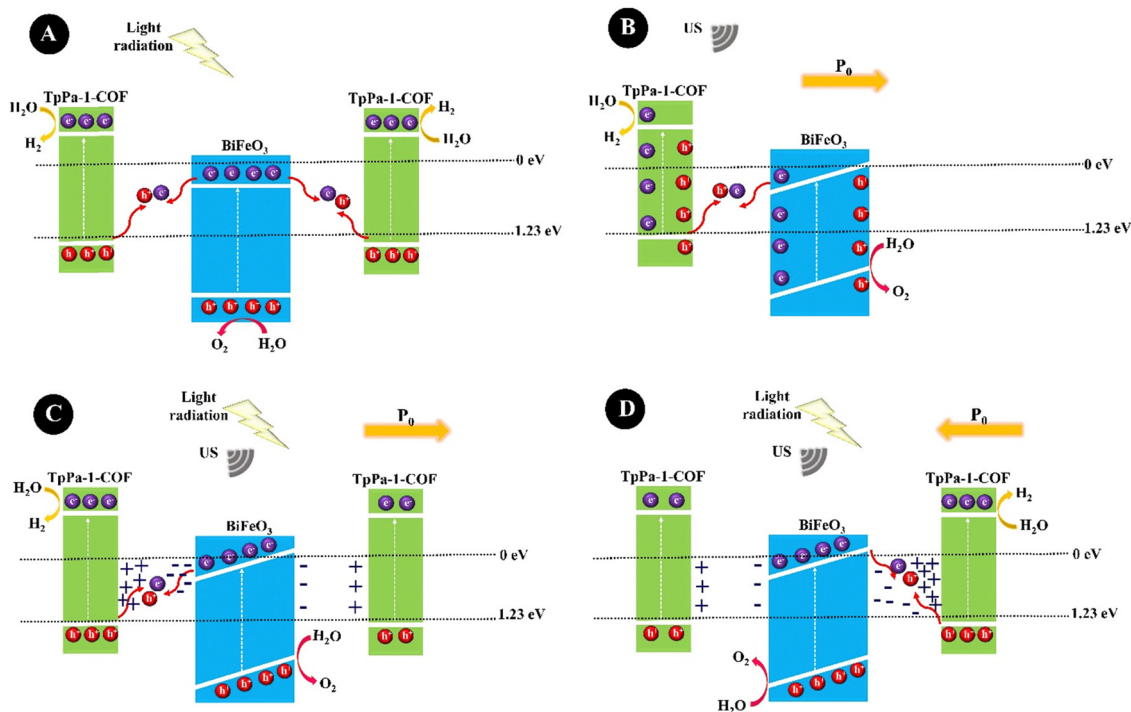 A
Light
radiation
TpPa-1-COF
TpPa-1-COF
H₂O
e⁻ e⁻ e⁻
H₂
e⁻ e⁻ e⁻
H₂
H₂O
BiFeO₃
0 eV
e⁻ e⁻ e⁻ e⁻
h⁺ e⁻
e⁻ h⁺
1.23 eV
h⁺ h⁺ h⁺
h⁺ h⁺ h⁺
h⁺ h⁺ h⁺ h⁺
O₂ H₂O
B
US
P₀
TpPa-1-COF
H₂O
e⁻
H₂
BiFeO₃
0 eV
e⁻ h⁺
e⁻ h⁺
e⁻ h⁺
h⁺
h⁺ e⁻
e⁻ h⁺
e⁻ h⁺
e⁻ h⁺
e⁻ h⁺
1.23 eV
H₂O
O₂
C
Light
radiation
US
P₀
TpPa-1-COF
TpPa-1-COF
H₂O
e⁻ e⁻ e⁻
H₂
e⁻ e⁻
BiFeO₃
e⁻ e⁻ e⁻ e⁻
0 eV
+ + - - -
+ + - -
+ + -
e⁻
h⁺
- +
- +
- +
1.23 eV
h⁺ h⁺ h⁺
h⁺ h⁺
h⁺ h⁺ h⁺ h⁺
H₂O
O₂
D
Light
radiation
US
P₀
TpPa-1-COF
TpPa-1-COF
e⁻ e⁻
e⁻ e⁻ e⁻
H₂
H₂O
BiFeO₃
e⁻ e⁻ e⁻ e⁻
0 eV
+ -
+ -
+ -
e⁻
h⁺
1.23 eV
h⁺ h⁺
h⁺ h⁺ h⁺
h⁺ h⁺ h⁺ h⁺
O₂
H₂O